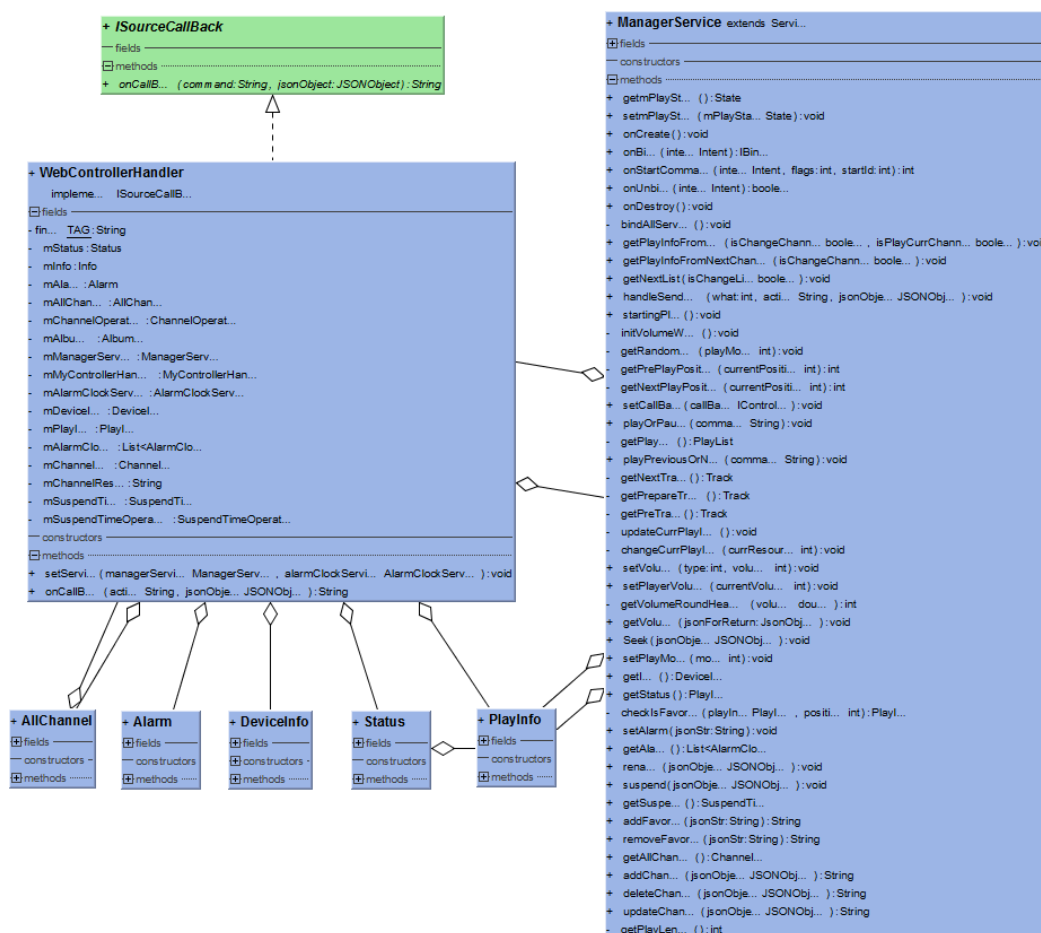 + ISourceCallBack
fields
methods
+ onCallB... (command:String, jsonObject:JSONObject):String
+ WebControllerHandler
impleme... ISourceCallB...
fields
- fin... TAG:String
- mStatus:Status
- mInfo:Info
- mAla... :Alarm
- mAllChan... :AllChan...
- mChannelOperat... :ChannelOperat...
- mAlbu... :Album...
- mManagerServ... :ManagerServ...
- mMyControllerHan... :MyControllerHan...
- mAlarmClockServ... :AlarmClockServ...
- mDeviceI... :DeviceI...
- mPlayI... :PlayI...
- mAlarmClo... :List<AlarmClo...
- mChannel... :Channel...
- mChannelRes... :String
- mSuspendTi... :SuspendTi...
- mSuspendTimeOpera... :SuspendTimeOperat...
constructors
methods
+ setServi... (managerServi... ManagerServ... , alarmClockServi... AlarmClockServ... ):void
+ onCallB... (acti... String, jsonObje... JSONObj... ):String
+ AllChannel
fields
constructors
methods
+ Alarm
fields
constructors
methods
+ DeviceInfo
fields
constructors
methods
+ Status
fields
constructors
methods
+ PlayInfo
fields
constructors
methods
+ ManagerService extends Servi...
fields
constructors
methods
+ getmPlaySt... ():State
+ setmPlaySt... (mPlaySta... State):void
+ onCreate():void
+ onBi... (inte... Intent):IBin...
+ onStartComma... (inte... Intent, flags:int, startId:int):int
+ onUnbi... (inte... Intent):boole...
+ onDestroy():void
- bindAllServ... ():void
+ getPlayInfoFrom... (isChangeChann... boole... , isPlayCurrChann... boole... ):void
+ getPlayInfoFromNextChan... (isChangeChann... boole... ):void
+ getNextList(isChangeLi... boole... ):void
+ handleSend... (what:int, acti... String, jsonObje... JSONObj... ):void
+ startingPl... ():void
- initVolumeW... ():void
- getRandom... (playMo... int):void
- getPrePlayPosit... (currentPositi... int):int
- getNextPlayPosit... (currentPositi... int):int
+ setCallBa... (callBa... IControl... ):void
+ playOrPau... (comma... String):void
- getPlay... ():PlayList
+ playPreviousOrN... (comma... String):void
- getNextTra... ():Track
- getPrepareTr... ():Track
- getPreTra... ():Track
- updateCurrPlayI... ():void
- changeCurrPlayI... (currResour... int):void
+ setVolu... (type:int, volu... int):void
+ setPlayerVolu... (currentVolu... int):void
- getVolumeRoundHea... (volu... dou... ):int
+ getVolu... (jsonForReturn:JsonObj... ):void
+ Seek(jsonObje... JSONObj... ):void
+ setPlayMo... (mo... int):void
+ getI... ():DeviceI...
+ getStatus():PlayI...
- checkIsFavor... (playIn... PlayI... , positi... int):PlayI...
+ setAlarm(jsonStr:String):void
+ getAla... ():List<AlarmClo...
+ rena... (jsonObje... JSONObj... ):void
+ suspend(jsonObje... JSONObj... ):void
+ getSuspe... ():SuspendTi...
+ addFavor... (jsonStr:String):String
+ removeFavor... (jsonStr:String):String
+ getAllChan... ():Channel...
+ addChan... (jsonObje... JSONObj... ):String
+ deleteChan... (jsonObje... JSONObj... ):String
+ updateChan... (jsonObje... JSONObj... ):String
- getPlayLen... ():int